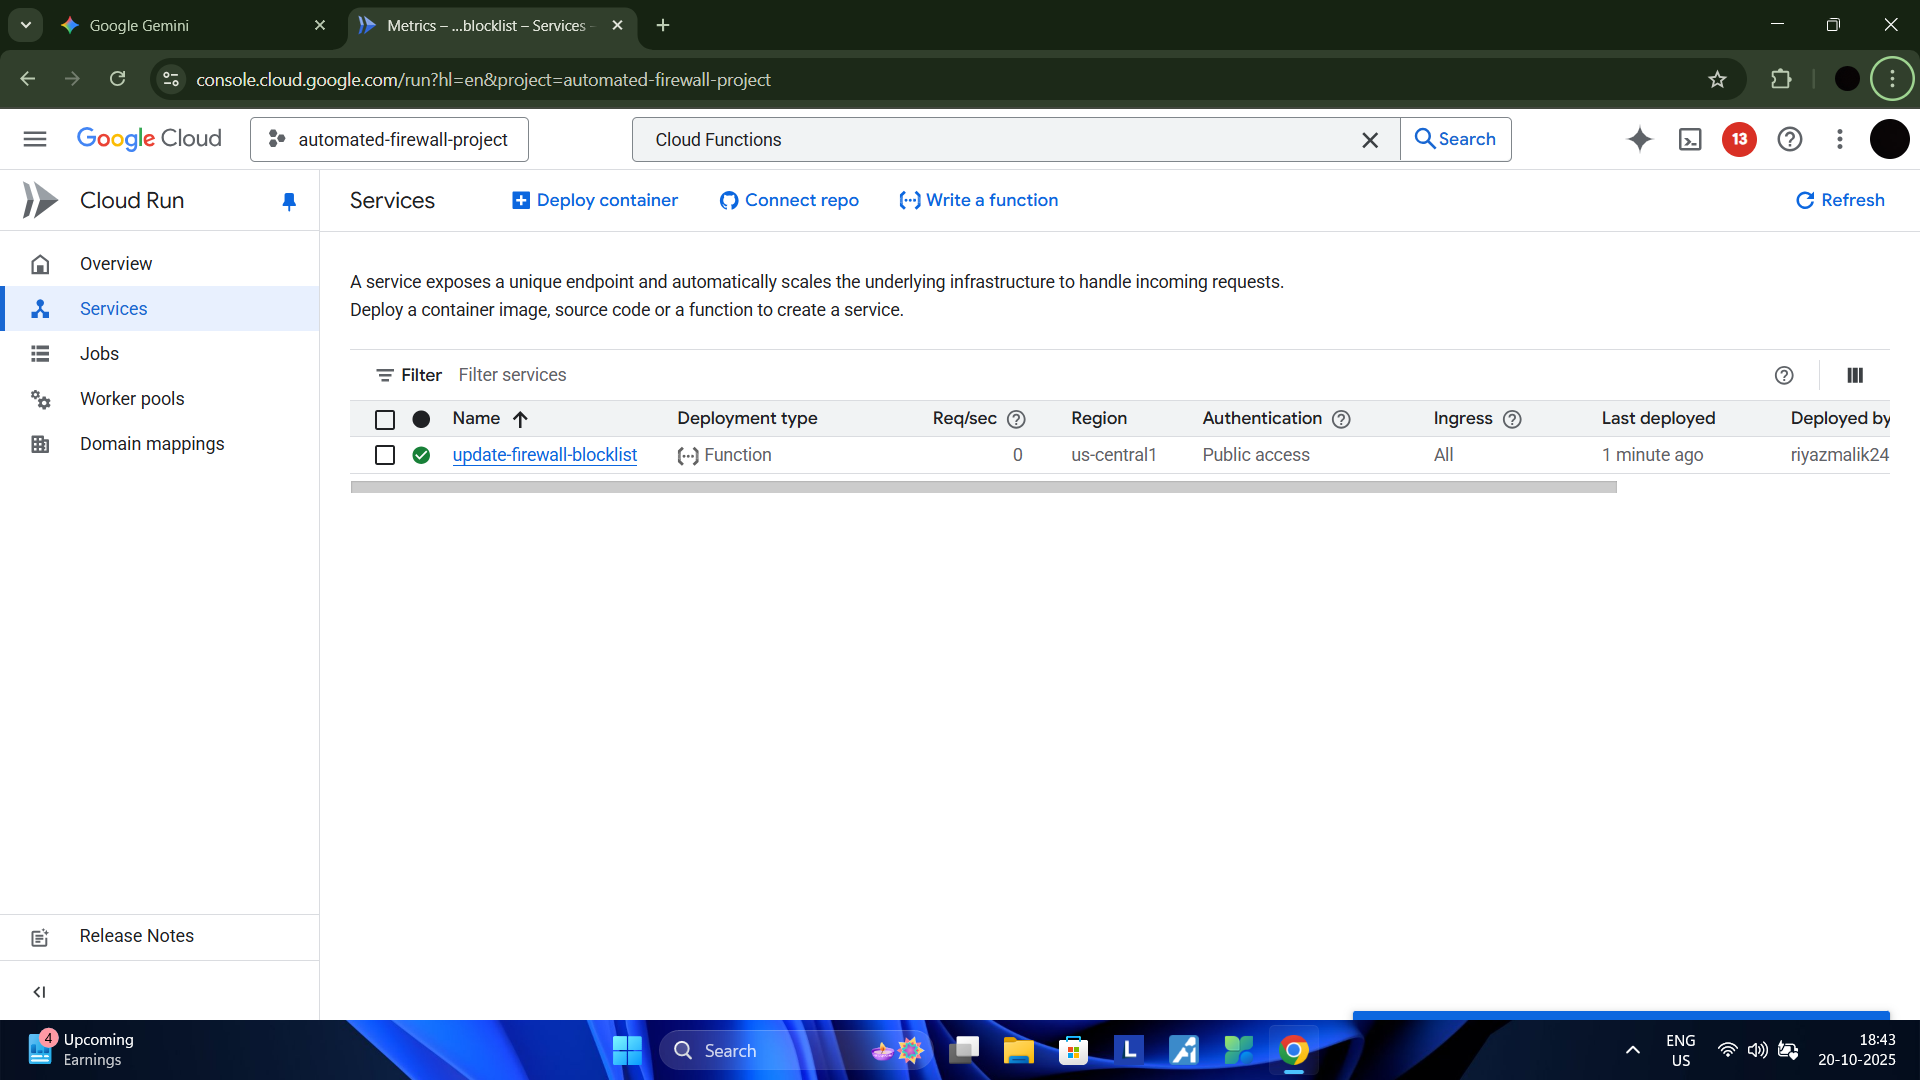 Google Gemini
Metrics – ...blocklist – Services –
console.cloud.google.com/run?hl=en&project=automated-firewall-project
Google Cloud
automated-firewall-project
Cloud Functions
Search
13
Cloud Run
Services
Deploy container
Connect repo
Write a function
Refresh
Overview
Services
Jobs
Worker pools
Domain mappings
A service exposes a unique endpoint and automatically scales the underlying infrastructure to handle incoming requests.
Deploy a container image, source code or a function to create a service.
Filter Filter services
Name Deployment type Req/sec Region Authentication Ingress Last deployed Deployed by
update-firewall-blocklist Function 0 us-central1 Public access All 1 minute ago riyazmalik24
Release Notes
4
Upcoming
Earnings
Search
L
ENG
US
18:43
20-10-2025